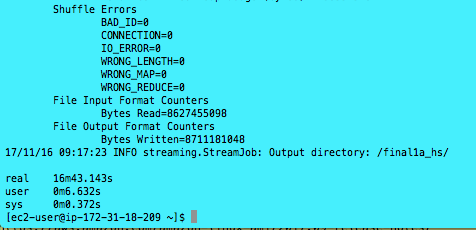 Shuffle Errors
BAD_ID=0
CONNECTION=0
IO_ERROR=0
WRONG_LENGTH=0
WRONG_MAP=0
WRONG_REDUCE=0
File Input Format Counters
Bytes Read=8627455098
File Output Format Counters
Bytes Written=8711181048
17/11/16 09:17:23 INFO streaming.StreamJob: Output directory: /final1a_hs/
real 16m43.143s
user 0m6.632s
sys 0m0.372s
[ec2-user@ip-172-31-18-209 ~]$